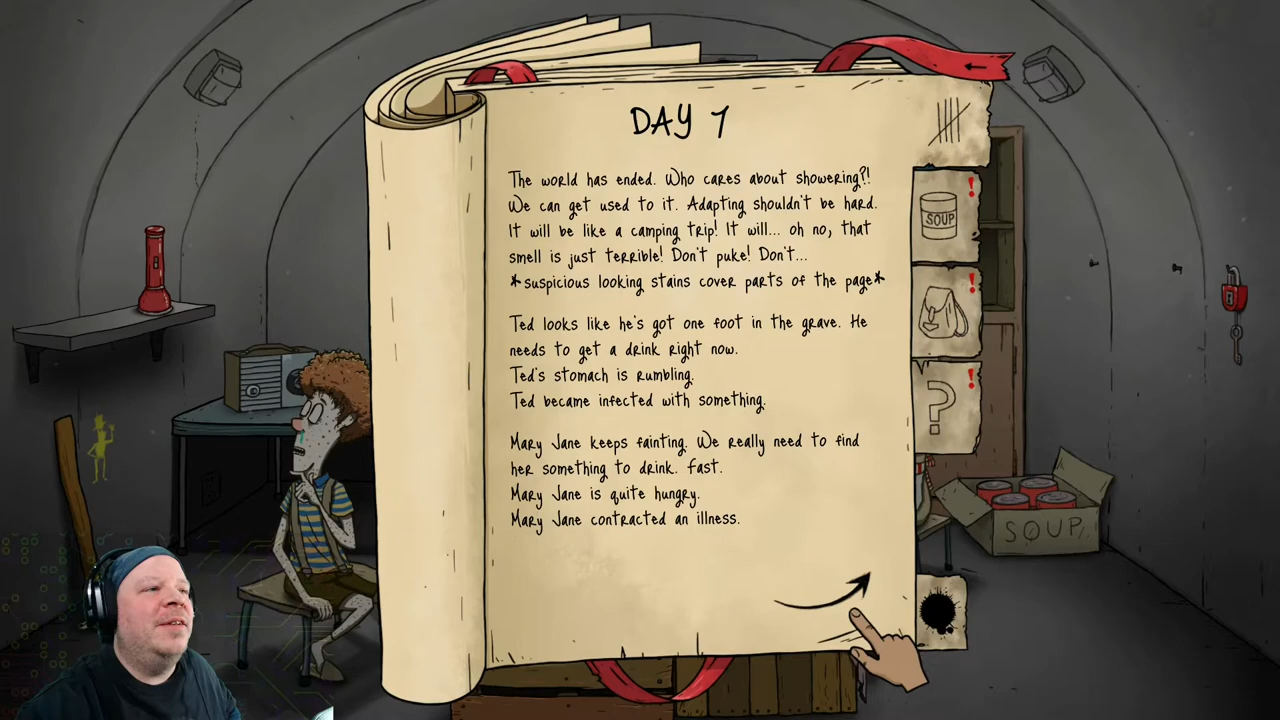 DAY 7
The world has ended. Who cares about showering?!
We can get used to it. Adapting shouldn't be hard.
It will be like a camping trip! It will... oh no, that
smell is just terrible! Don't puke! Don't...
*suspicious looking stains cover parts of the page*
Ted looks like he's got one foot in the grave. He
needs to get a drink right now.
Ted's stomach is rumbling.
Ted became infected with something.
Mary Jane keeps fainting. We really need to find
her something to drink. Fast.
Mary Jane is quite hungry.
Mary Jane contracted an illness.
!
SOUP
!
!
?
SOUP